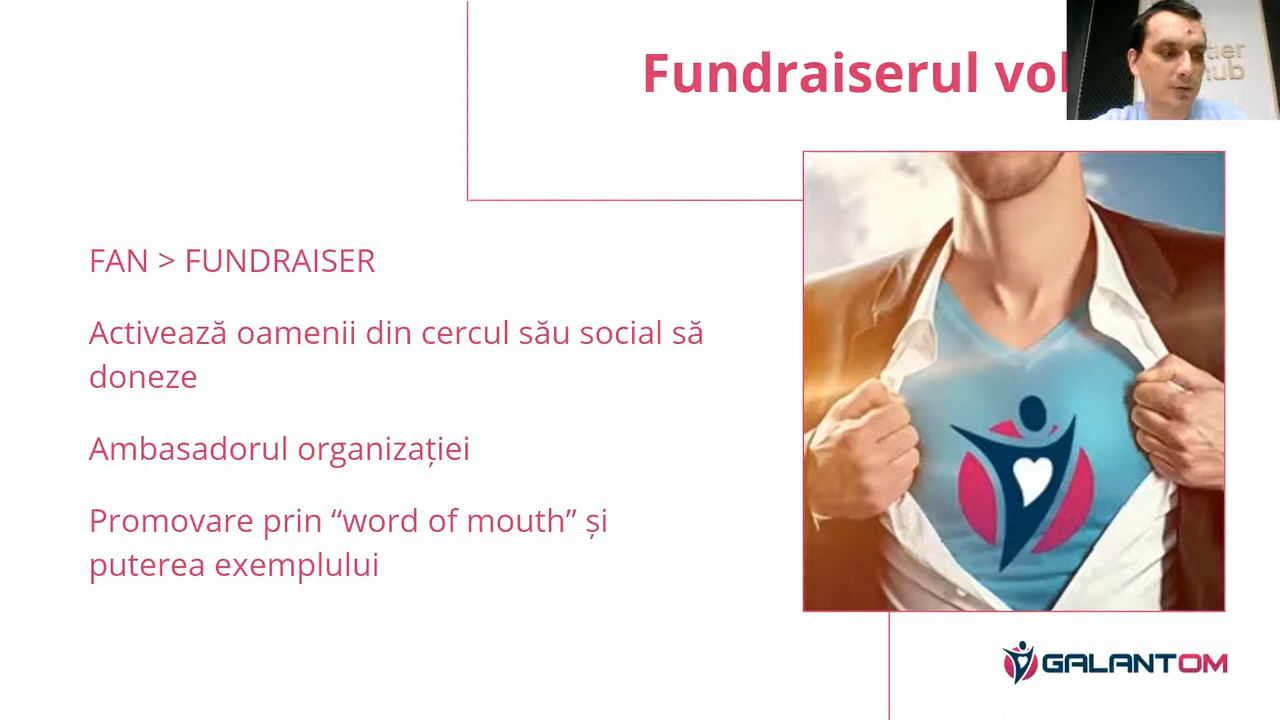 Fundraiserul
hub
FAN > FUNDRAISER
Activează oamenii din cercul său social să
doneze
Ambasadorul organizației
Promovare prin “word of mouth” și
puterea exemplului
GALANTOM